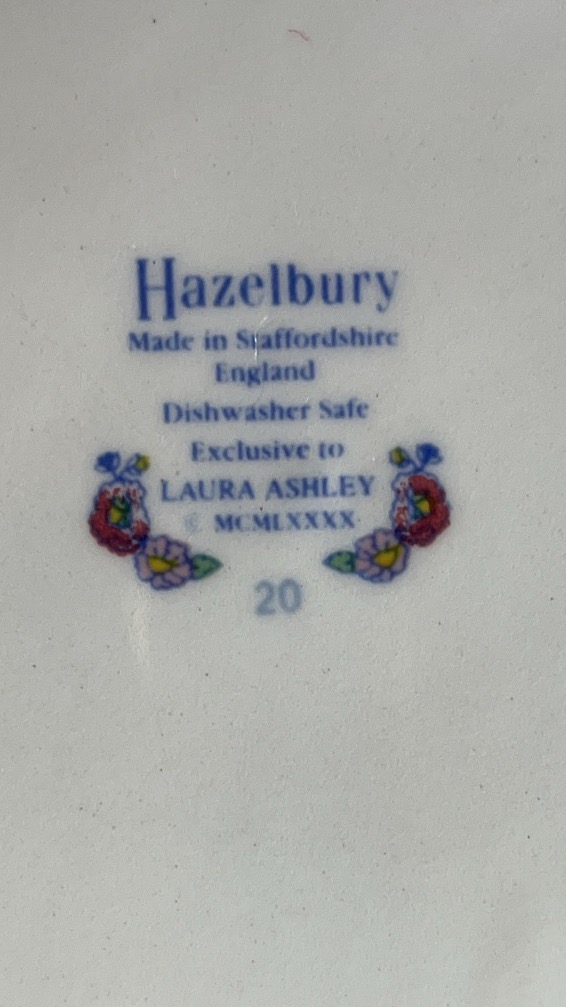 Hazelbury
Made in Staffordshire
England
Dishwasher Safe
Exclusive to
LAURA ASHLEY
© MCMLXXXX
20